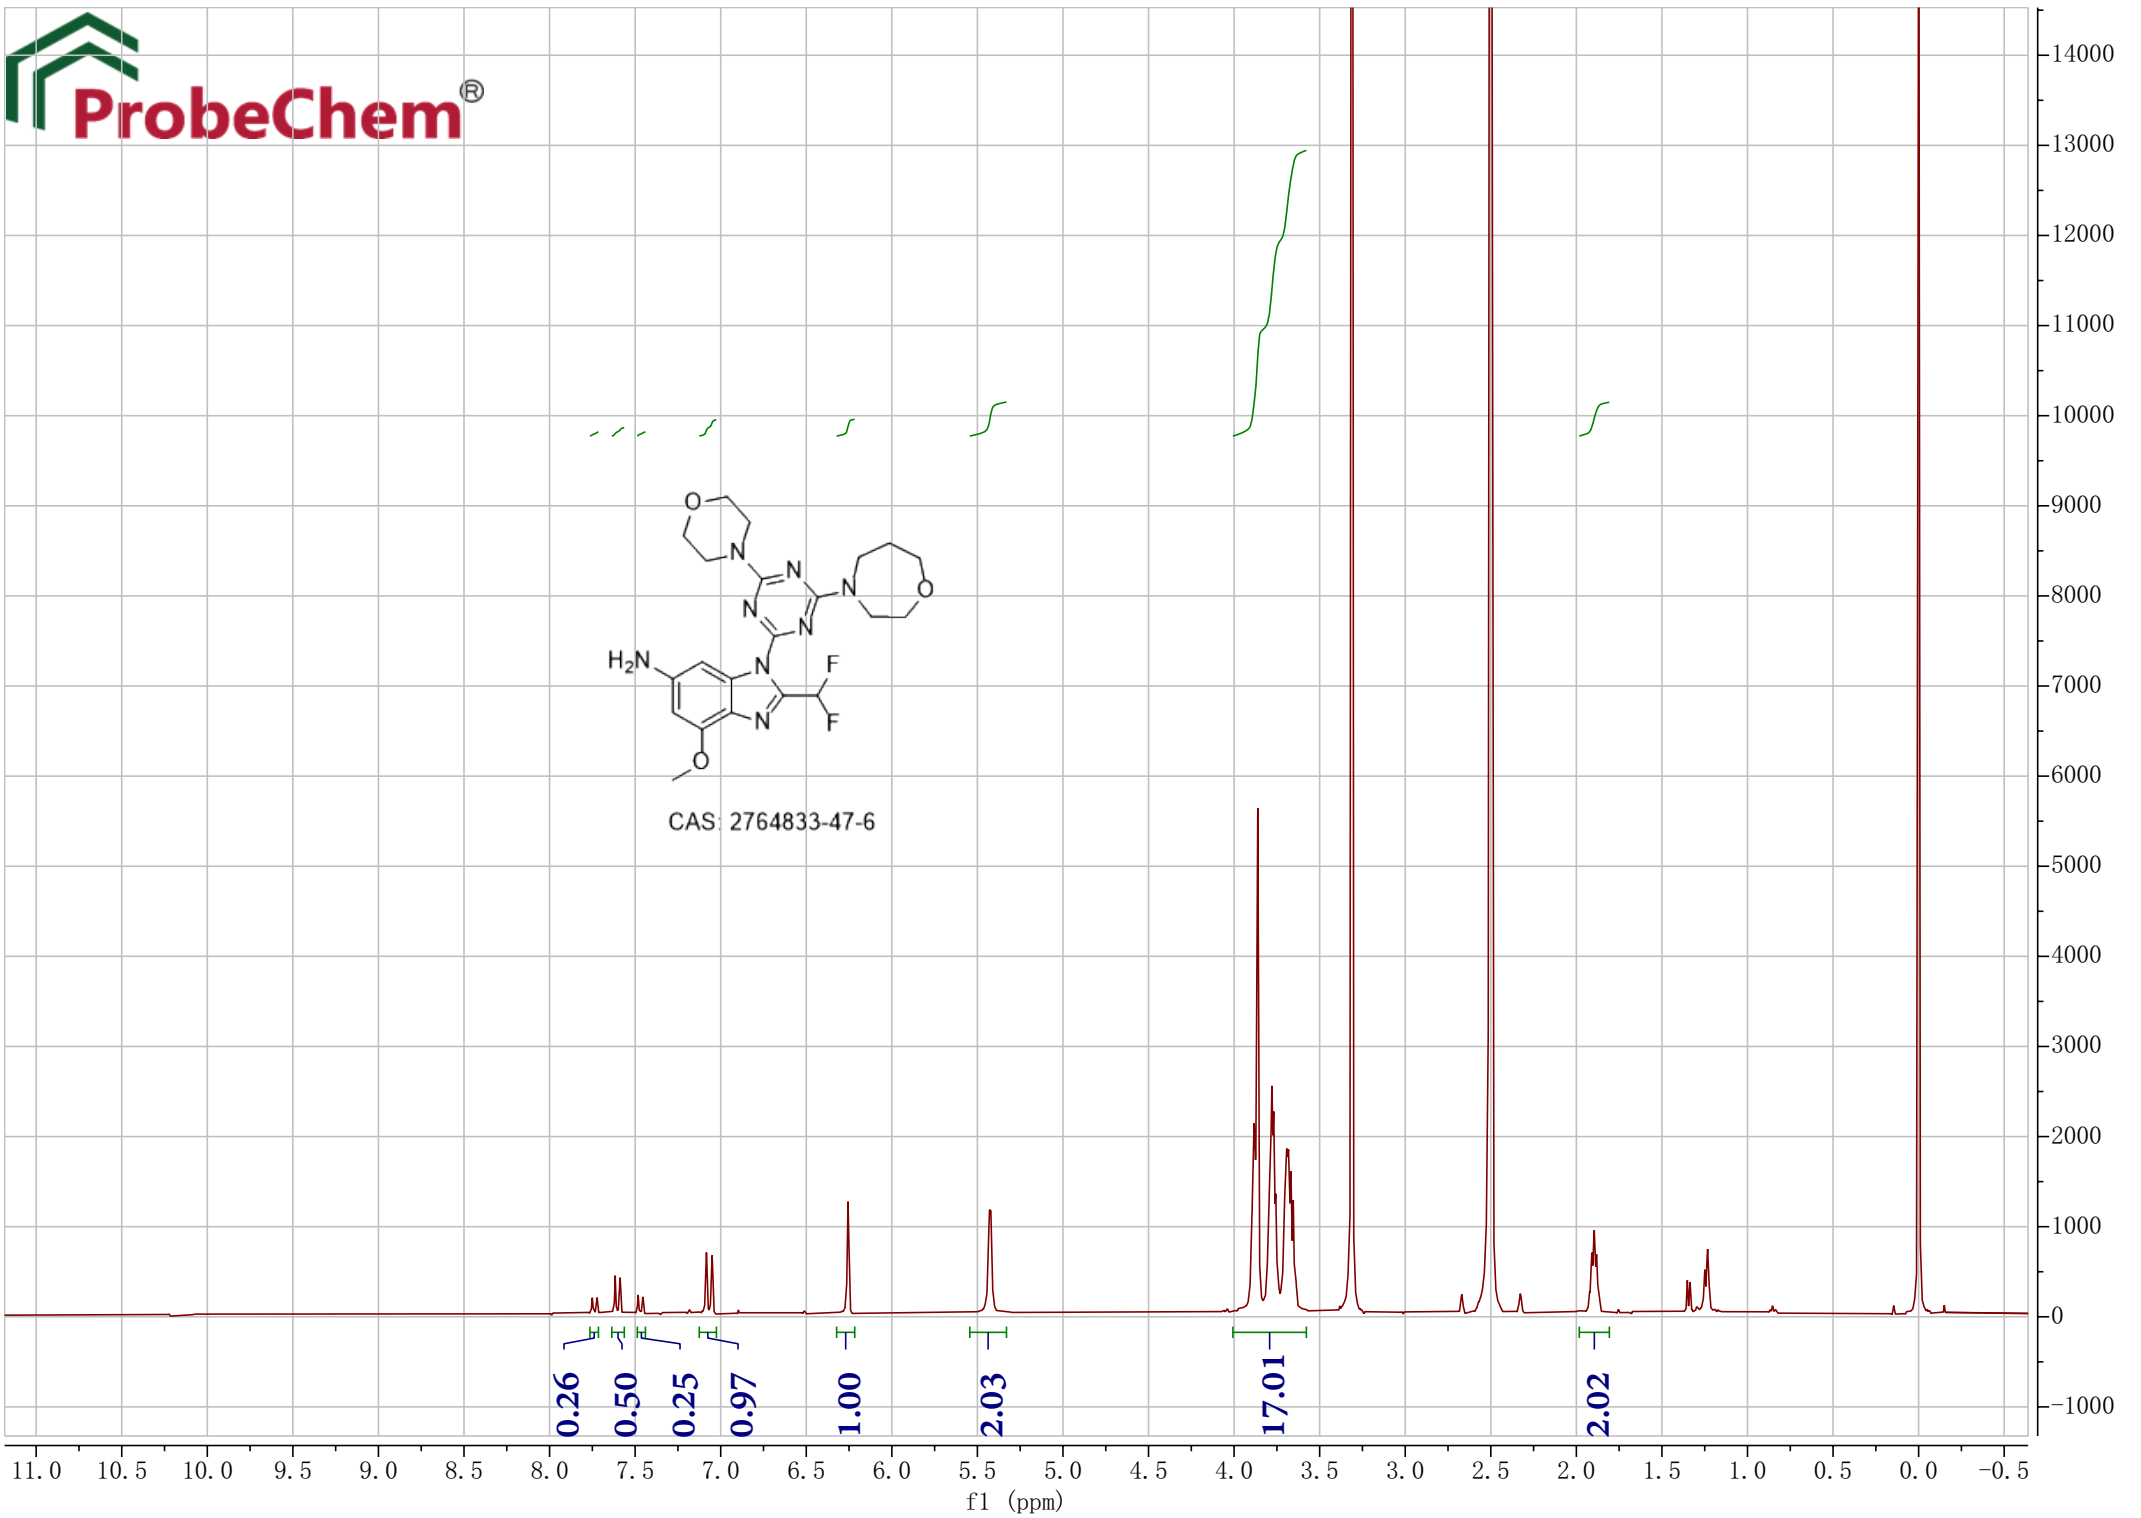 ProbeChem®
14000
13000
12000
11000
10000
9000
8000
7000
6000
5000
4000
3000
2000
1000
0
-1000
O
N
N
N
O
N
N
H₂N
N
F
N
F
O
CAS: 2764833-47-6
0.26
0.50
0.25
0.97
1.00
2.03
17.01
2.02
11.0 10.5 10.0 9.5 9.0 8.5 8.0 7.5 7.0 6.5 6.0 5.5 5.0 4.5 4.0 3.5 3.0 2.5 2.0 1.5 1.0 0.5 0.0 -0.5
f1 (ppm)